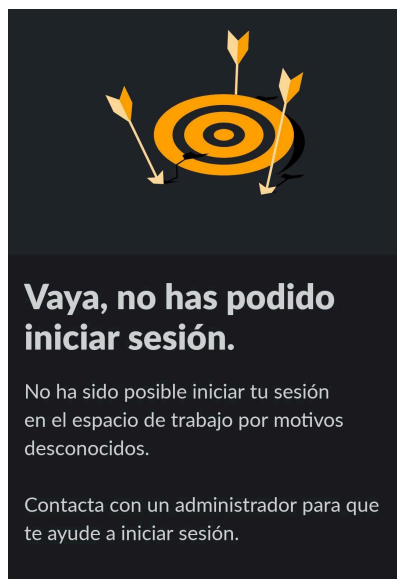 Vaya, no has podido
iniciar sesión.
No ha sido posible iniciar tu sesión
en el espacio de trabajo por motivos
desconocidos.
Contacta con un administrador para que
te ayude a iniciar sesión.